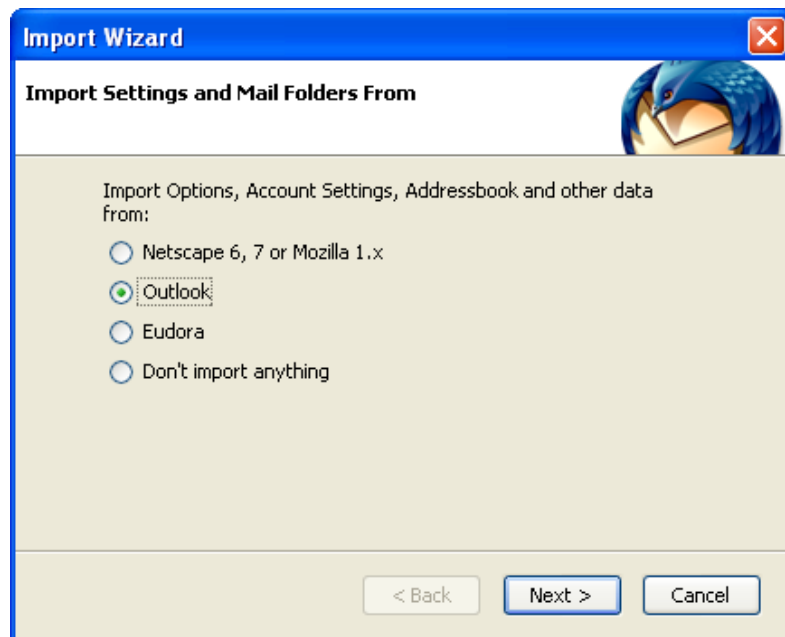 Import Wizard
Import Settings and Mail Folders From
Import Options, Account Settings, Addressbook and other data
from:
Netscape 6, 7 or Mozilla 1.x
Outlook
Eudora
Don't import anything
< Back Next > Cancel